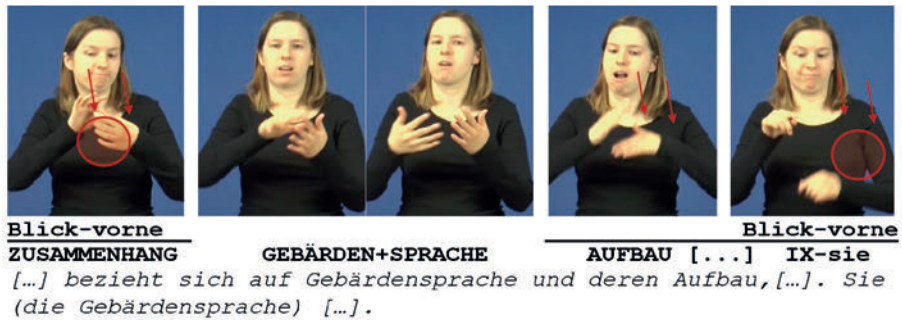 Blick-vorne Blick-vorne
ZUSAMMENHANG GEBÄRDEN+SPRACHE AUFBAU [...] IX-sie
[…] bezieht sich auf Gebärdensprache und deren Aufbau,[…]. Sie
(die Gebärdensprache) […].